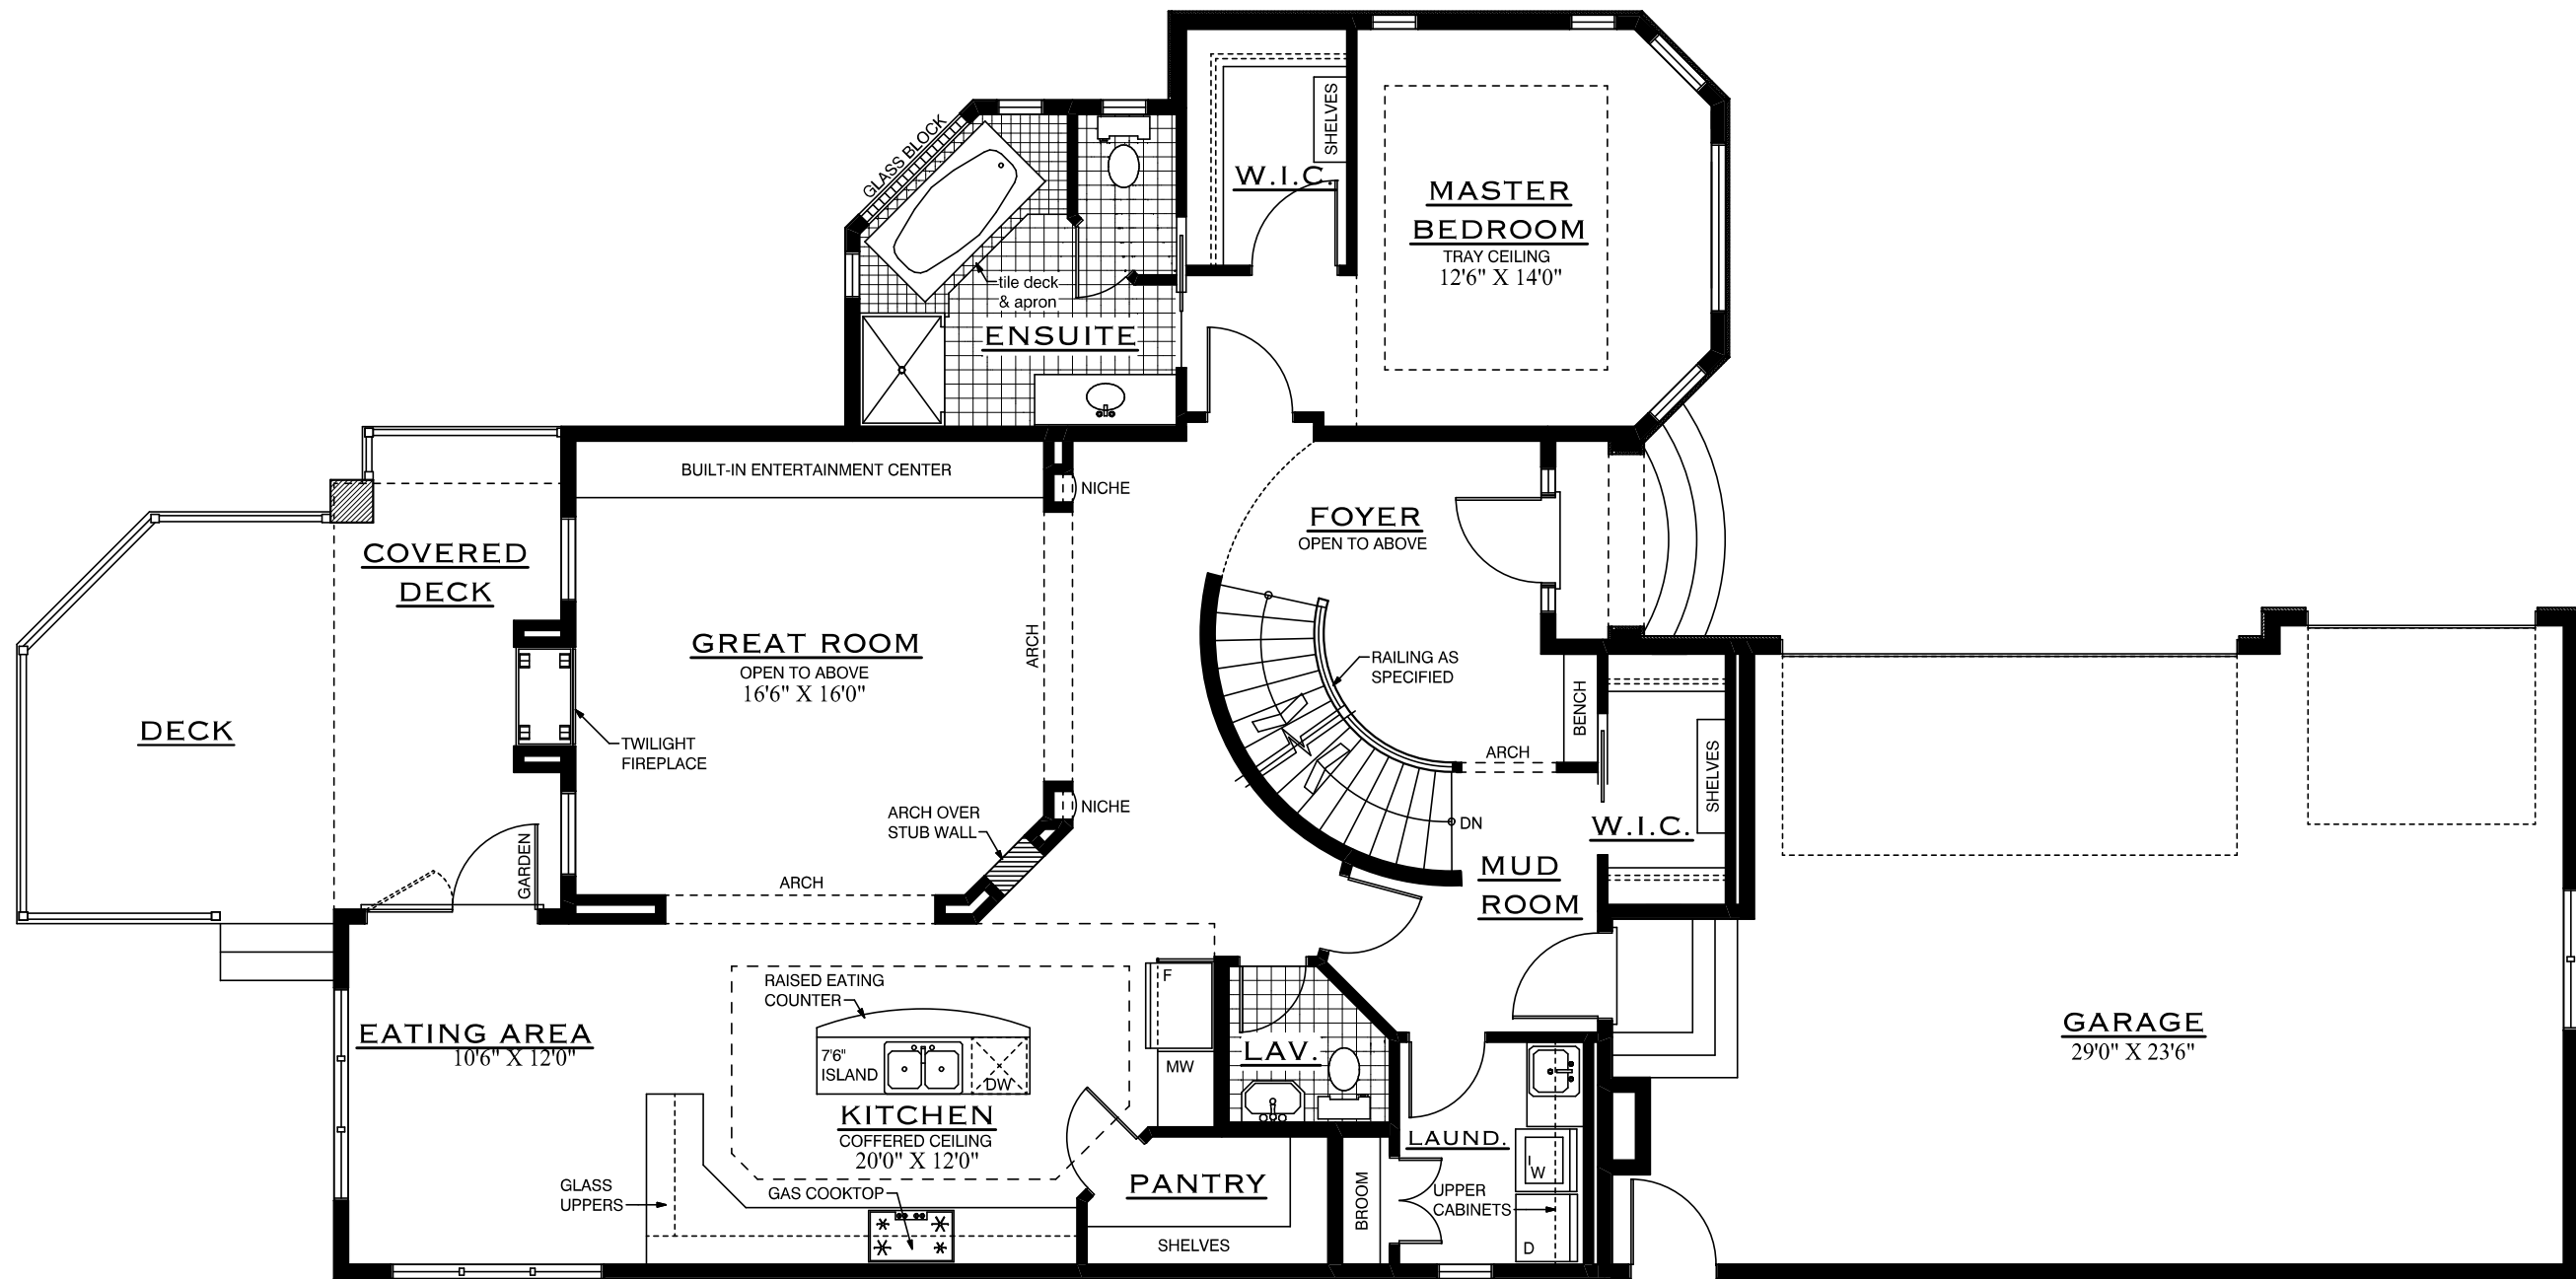 SHELVES
W.I.C.
MASTER
BEDROOM
TRAY CEILING
12'6" X 14'0"
GLASS BLOCK
tile deck
& apron
ENSUITE
BUILT-IN ENTERTAINMENT CENTER
NICHE
FOYER
OPEN TO ABOVE
COVERED
DECK
GREAT ROOM
OPEN TO ABOVE
16'6" X 16'0"
ARCH
RAILING AS
SPECIFIED
BENCH
DECK
TWILIGHT
FIREPLACE
ARCH
SHELVES
NICHE
ARCH OVER
STUB WALL
DN
W.I.C.
GARDEN
ARCH
MUD
ROOM
RAISED EATING
COUNTER
F
EATING AREA
10'6" X 12'0"
7'6"
ISLAND
DW
MW
LAV.
GARAGE
29'0" X 23'6"
KITCHEN
COFFERED CEILING
20'0" X 12'0"
LAUND.
W
GLASS
UPPERS
GAS COOKTOP
PANTRY
SHELVES
BROOM
UPPER
CABINETS
D